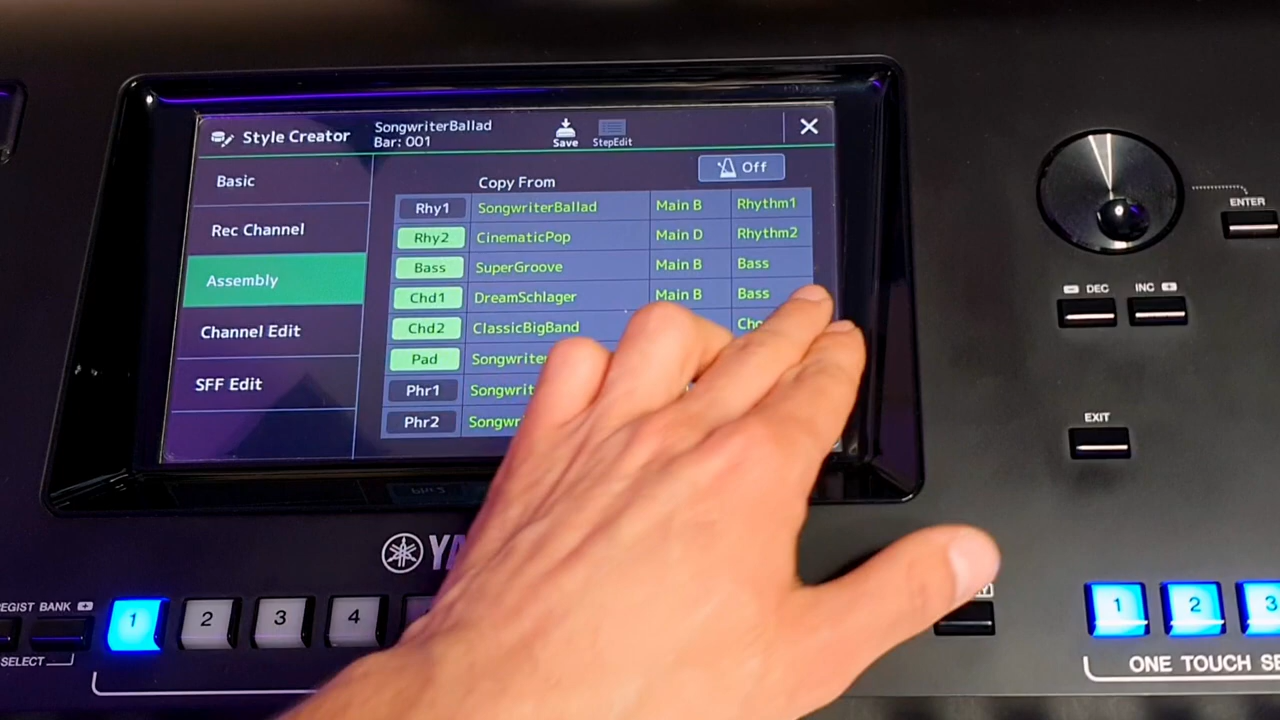 Style Creator
SongwriterBallad
Bar: 001
Save
StepEdit
Off
Basic
Rec Channel
Assembly
Channel Edit
SFF Edit
Copy From
Rhy1 SongwriterBallad Main B Rhythm1
Rhy2 CinematicPop Main D Rhythm2
Bass SuperGroove Main B Bass
Chd1 DreamSchlager Main B Bass
Chd2 ClassicBigBand
Pad
Phr1
Phr2
ENTER
DEC
INC
EXIT
REGIST BANK
SELECT
1
2
3
4
1
2
3
ONE TOUCH